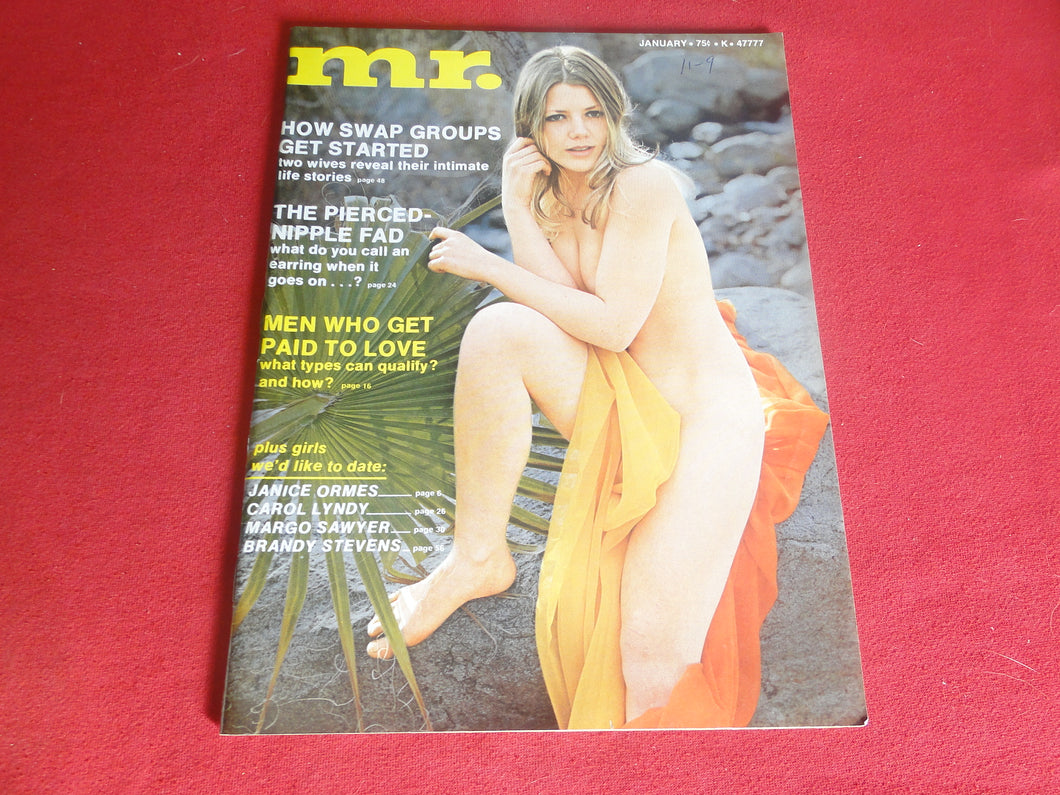 mr.
JANUARY • 75¢ • K • 47777
11-9
HOW SWAP GROUPS
GET STARTED
two wives reveal their intimate
life stories page 48
THE PIERCED-
NIPPLE FAD
what do you call an
earring when it
goes on . . .? page 24
MEN WHO GET
PAID TO LOVE
what types can qualify?
and how? page 16
plus girls
we'd like to date:
JANICE ORMES page 6
CAROL LYNDY page 26
MARGO SAWYER page 36
BRANDY STEVENS page 56